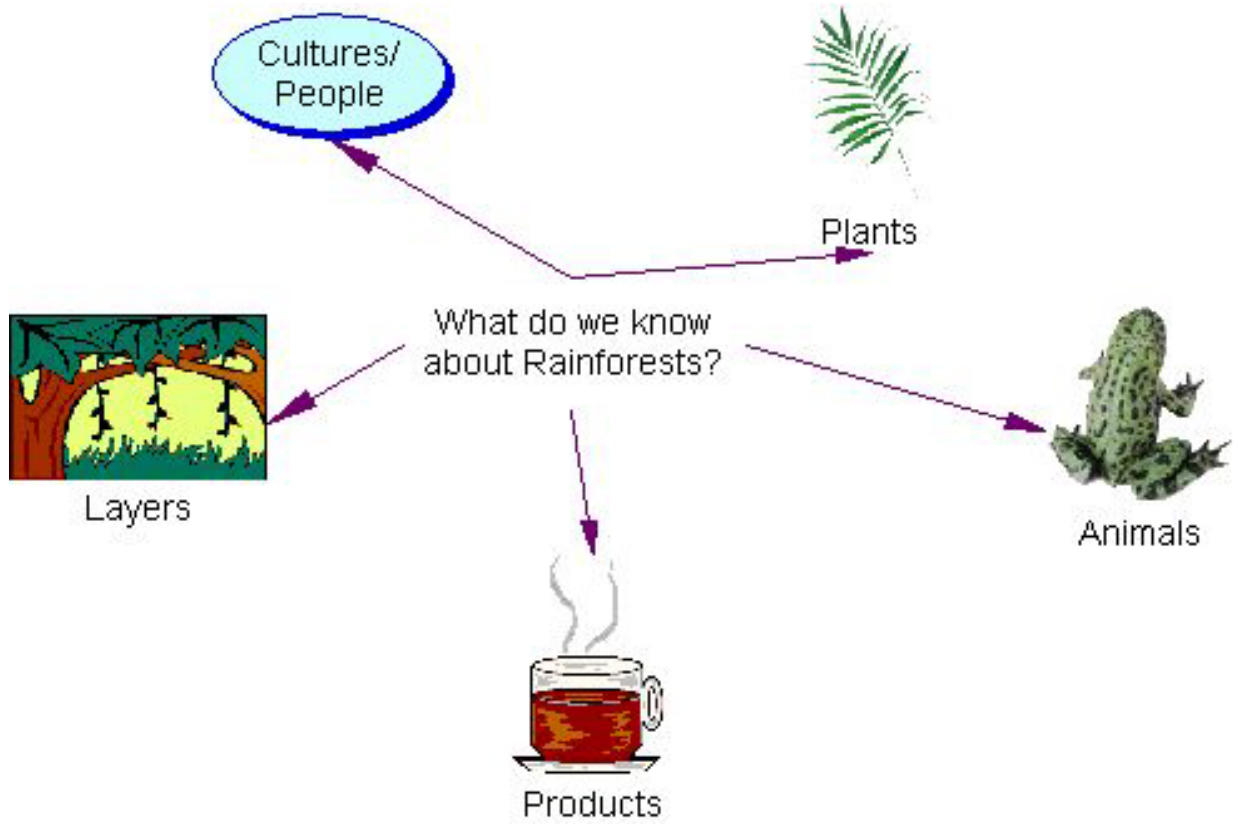 Cultures/
People
Plants
What do we know
about Rainforests?
Layers
Animals
Products